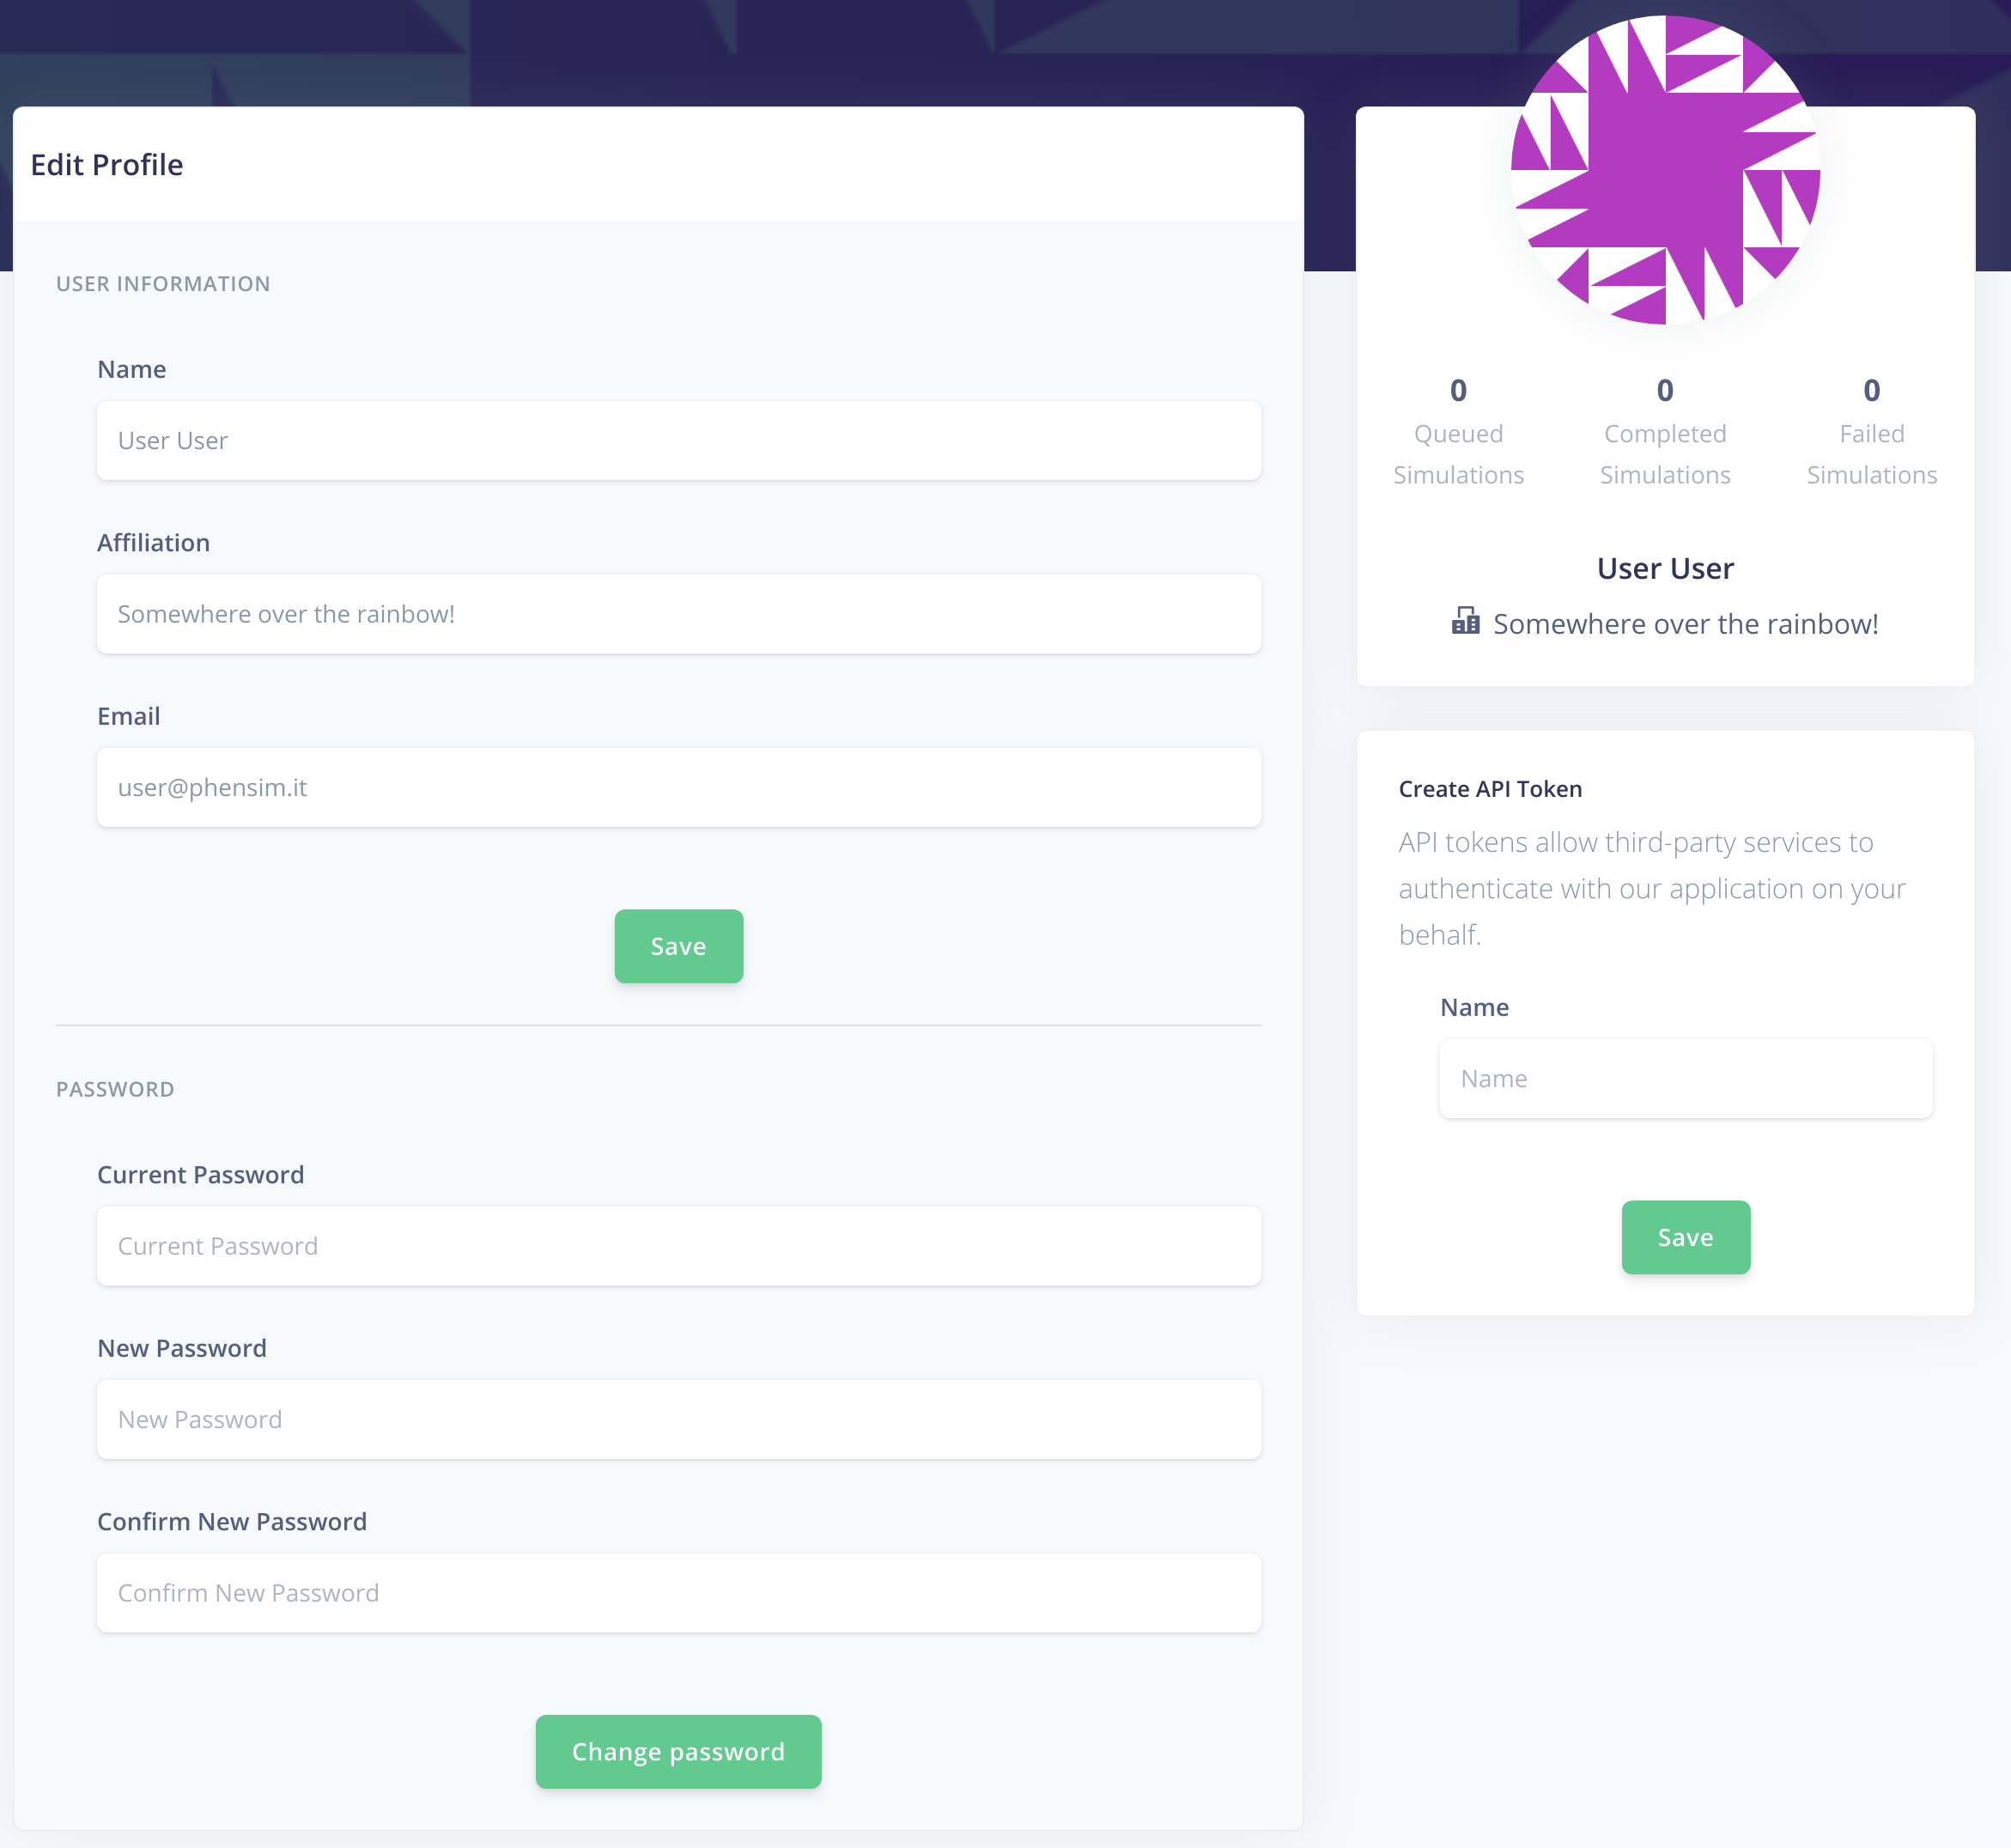 Edit Profile
USER INFORMATION
Name
User User
Affiliation
Somewhere over the rainbow!
Email
user@phensim.it
Save
PASSWORD
Current Password
Current Password
New Password
New Password
Confirm New Password
Confirm New Password
Change password
0 0 0
Queued Completed Failed
Simulations Simulations Simulations
User User
Somewhere over the rainbow!
Create API Token
API tokens allow third-party services to
authenticate with our application on your
behalf.
Name
Name
Save